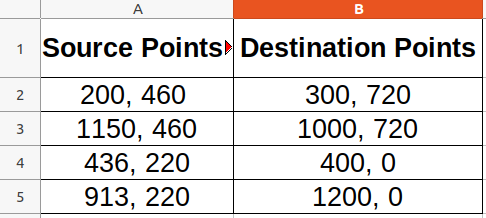 A B
1 Source Points Destination Points
2 200, 460 300, 720
3 1150, 460 1000, 720
4 436, 220 400, 0
5 913, 220 1200, 0